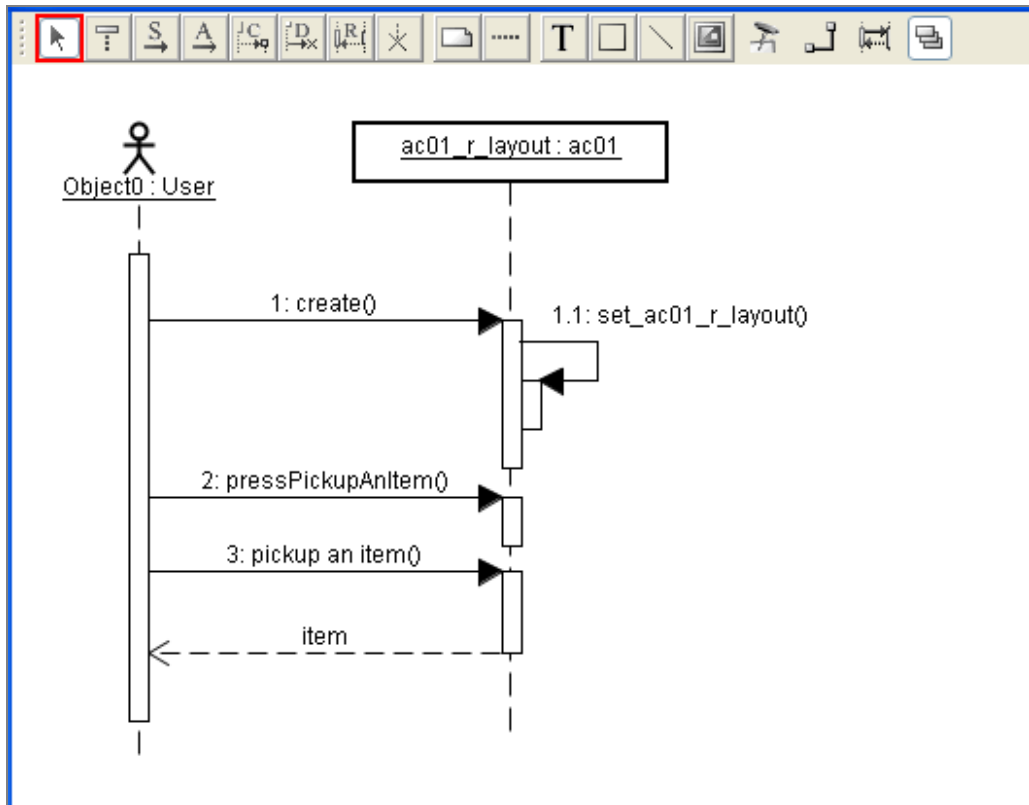 S A C D R T
Object0 : User
ac01_r_layout : ac01
1: create()
1.1: set_ac01_r_layout()
2: pressPickupAnItem()
3: pickup an item()
item